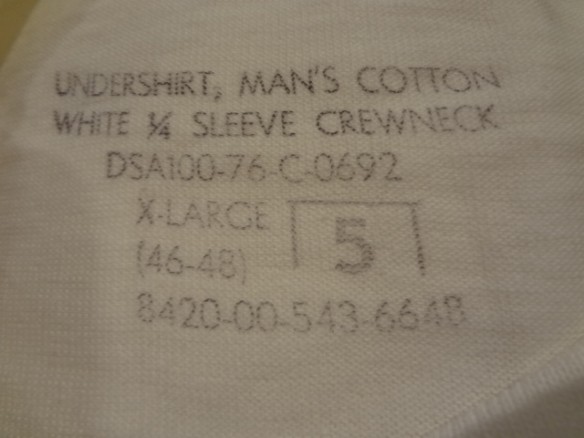 UNDERSHIRT, MAN'S COTTON
WHITE ¼ SLEEVE CREWNECK
DSA100-76-C-0692
X-LARGE
(46-48)
5
8420-00-543-6648